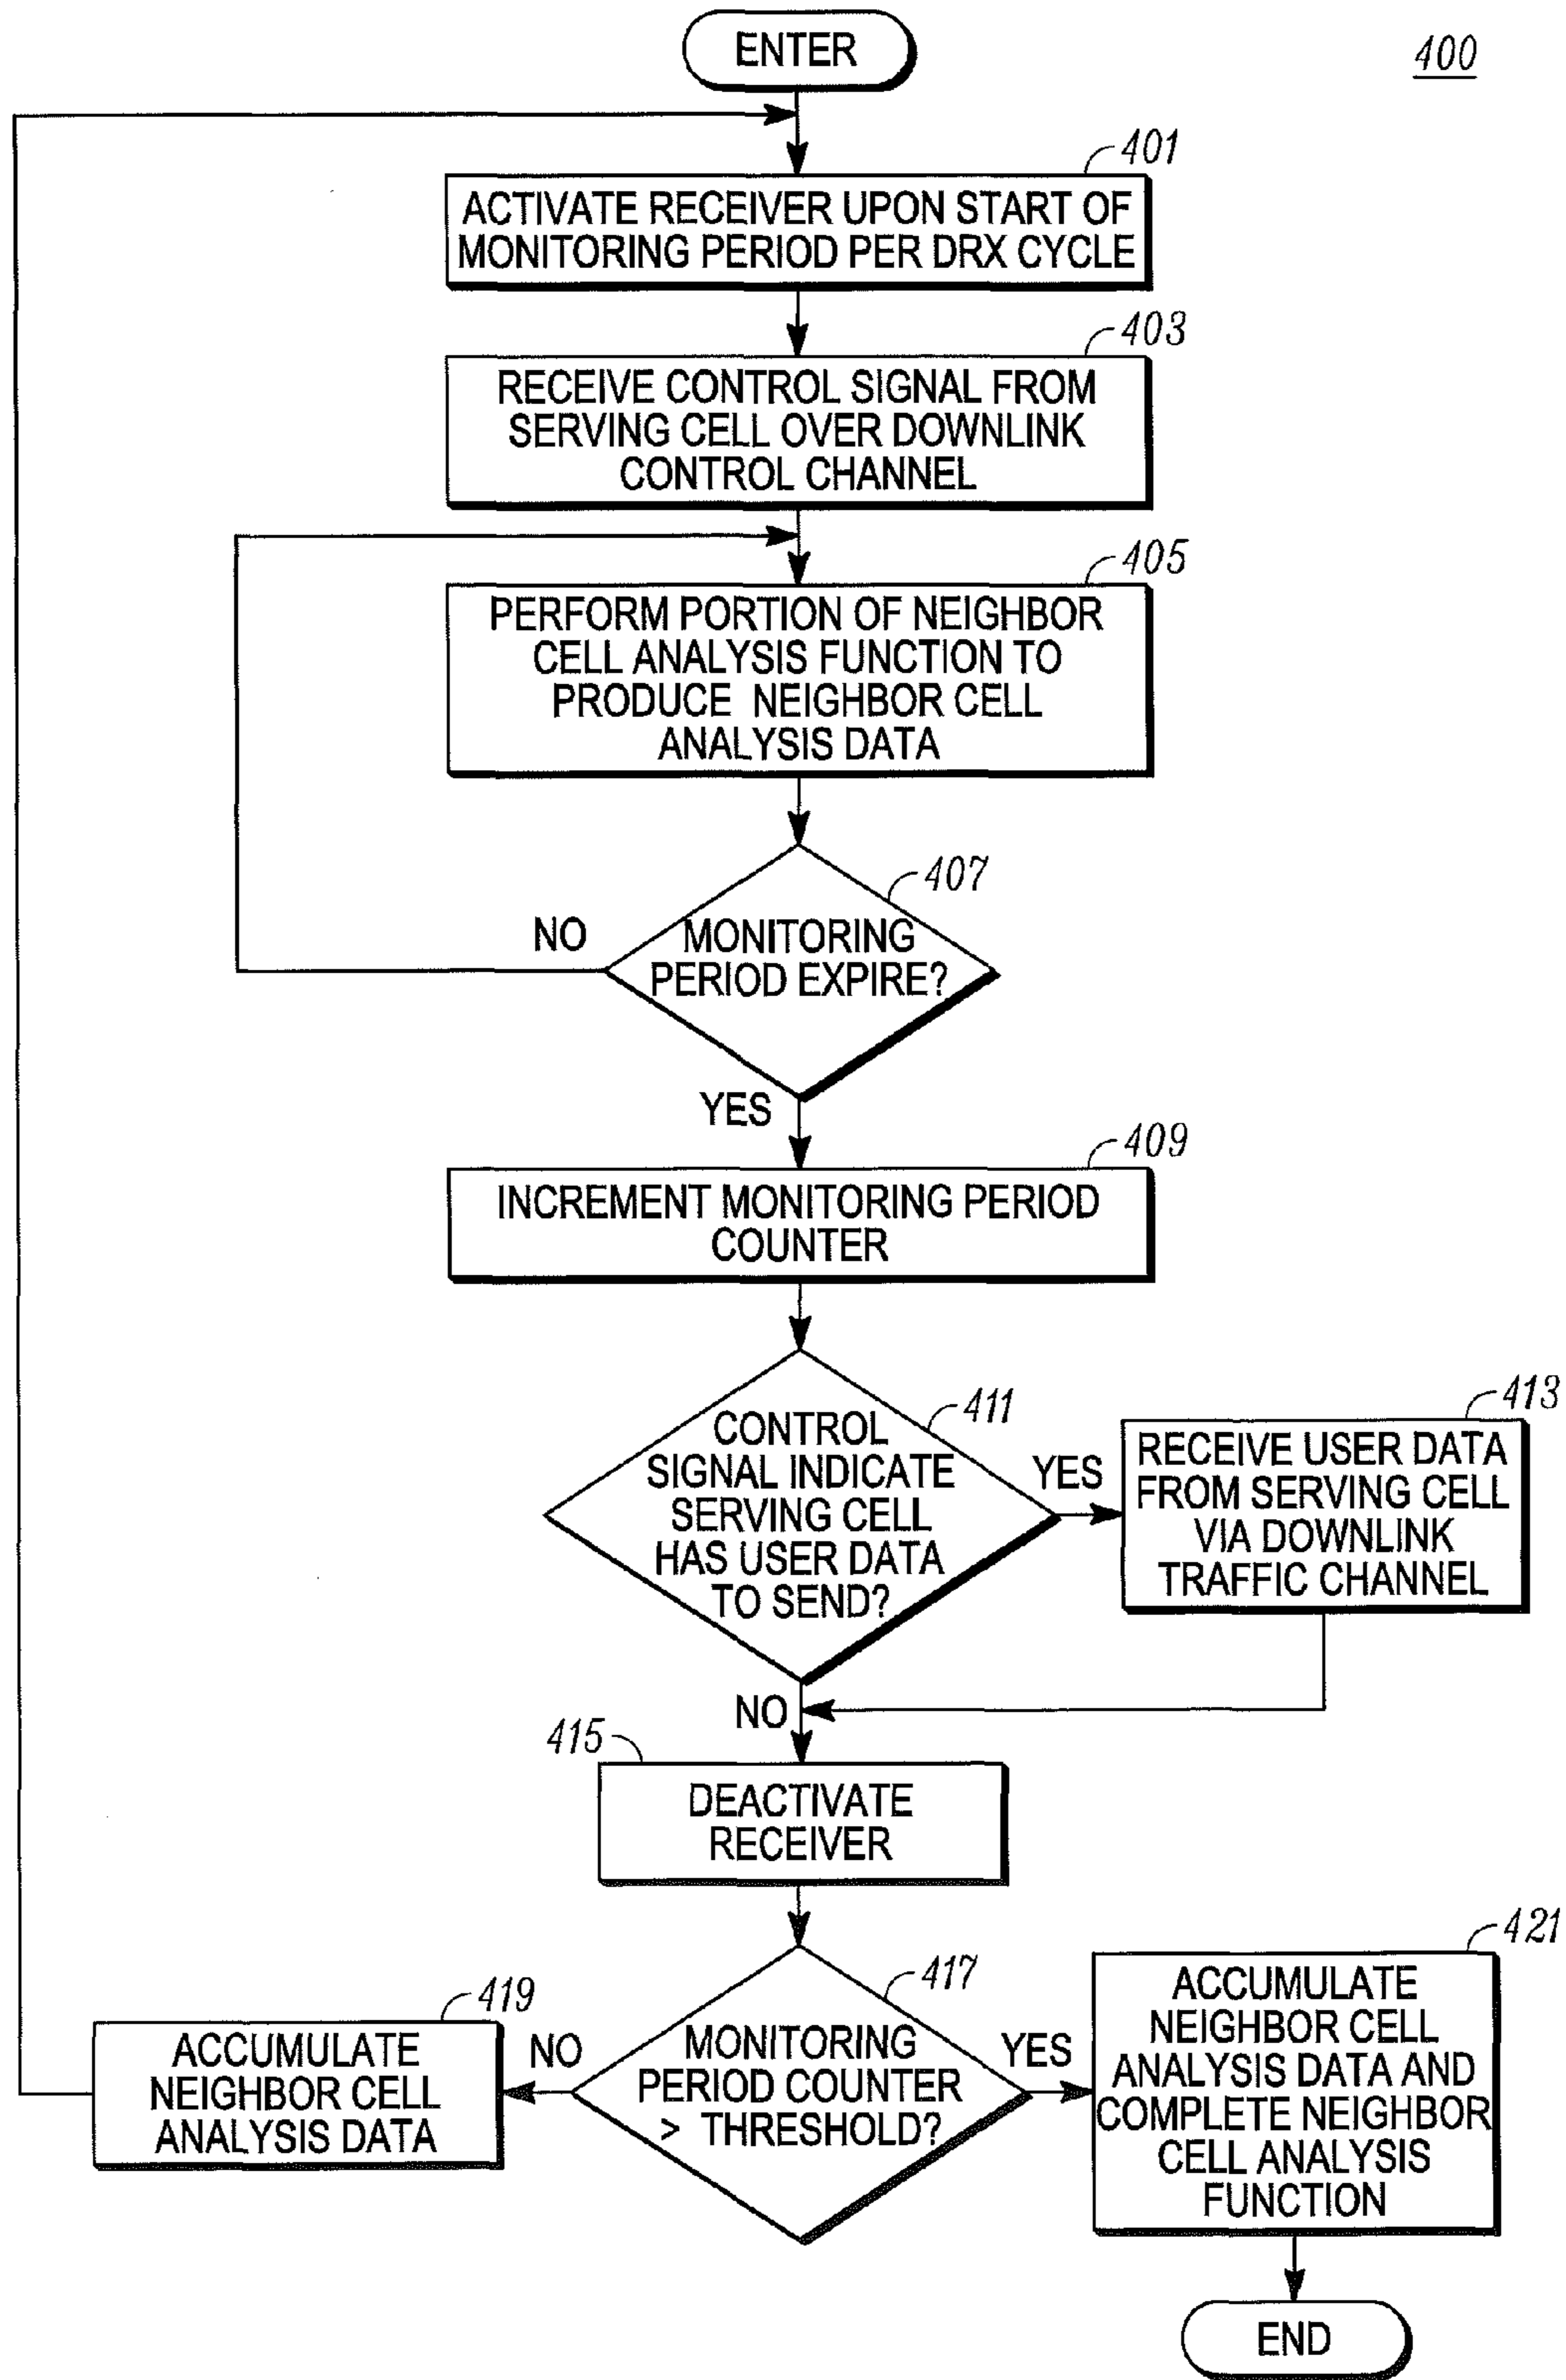 ENTER
400
401
ACTIVATE RECEIVER UPON START OF
MONITORING PERIOD PER DRX CYCLE
403
RECEIVE CONTROL SIGNAL FROM
SERVING CELL OVER DOWNLINK
CONTROL CHANNEL
405
PERFORM PORTION OF NEIGHBOR
CELL ANALYSIS FUNCTION TO
PRODUCE NEIGHBOR CELL
ANALYSIS DATA
407
NO
MONITORING
PERIOD EXPIRE?
YES
409
INCREMENT MONITORING PERIOD
COUNTER
411
CONTROL
SIGNAL INDICATE
SERVING CELL
HAS USER DATA
TO SEND?
YES
413
RECEIVE USER DATA
FROM SERVING CELL
VIA DOWNLINK
TRAFFIC CHANNEL
NO
415
DEACTIVATE
RECEIVER
417
MONITORING
PERIOD COUNTER
> THRESHOLD?
NO
419
ACCUMULATE
NEIGHBOR CELL
ANALYSIS DATA
YES
421
ACCUMULATE
NEIGHBOR CELL
ANALYSIS DATA AND
COMPLETE NEIGHBOR
CELL ANALYSIS
FUNCTION
END